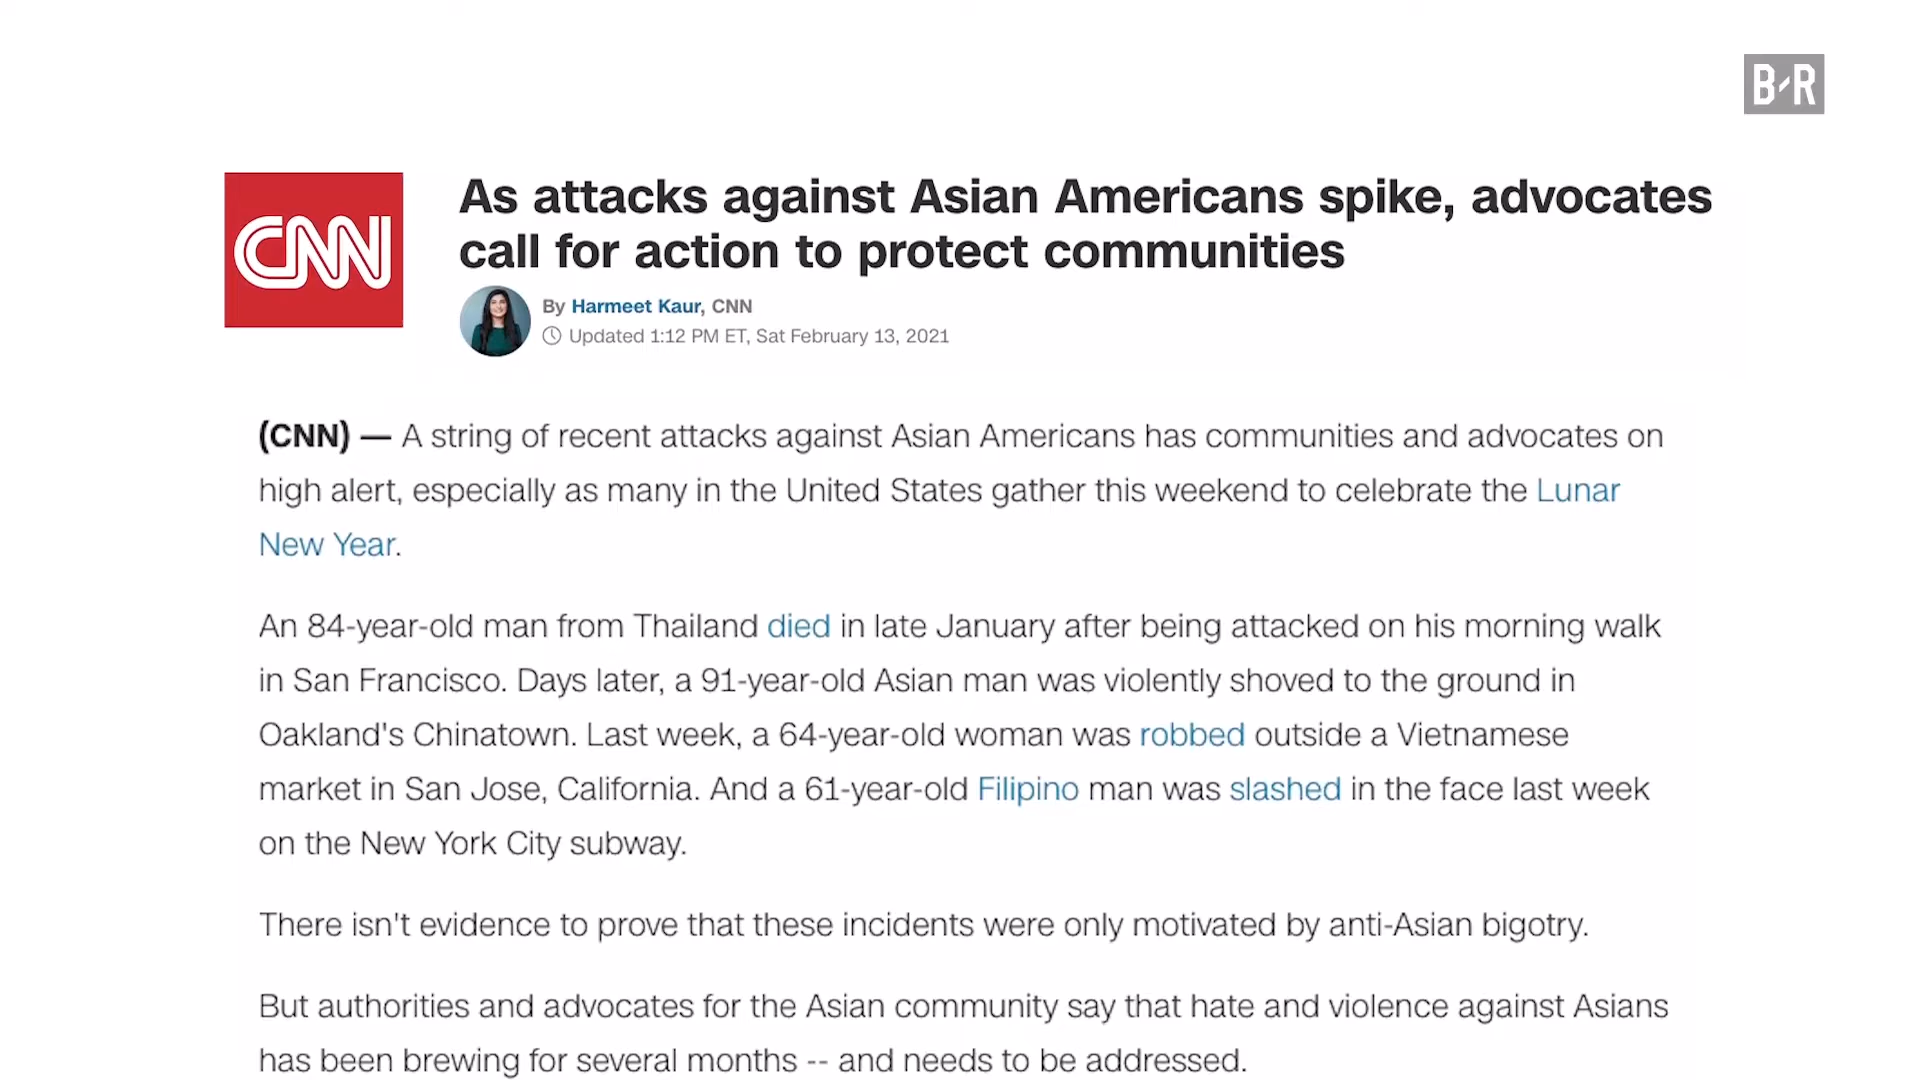 B/R
CNN
As attacks against Asian Americans spike, advocates
call for action to protect communities
By Harmeet Kaur, CNN
Updated 1:12 PM ET, Sat February 13, 2021
(CNN) — A string of recent attacks against Asian Americans has communities and advocates on
high alert, especially as many in the United States gather this weekend to celebrate the Lunar
New Year.
An 84-year-old man from Thailand died in late January after being attacked on his morning walk
in San Francisco. Days later, a 91-year-old Asian man was violently shoved to the ground in
Oakland's Chinatown. Last week, a 64-year-old woman was robbed outside a Vietnamese
market in San Jose, California. And a 61-year-old Filipino man was slashed in the face last week
on the New York City subway.
There isn't evidence to prove that these incidents were only motivated by anti-Asian bigotry.
But authorities and advocates for the Asian community say that hate and violence against Asians
has been brewing for several months -- and needs to be addressed.